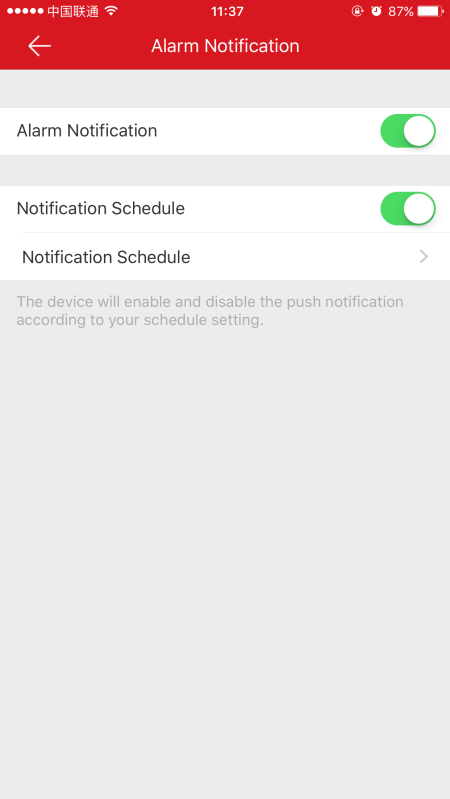 中国联通 11:37 87%
Alarm Notification
Alarm Notification
Notification Schedule
Notification Schedule
The device will enable and disable the push notification
according to your schedule setting.